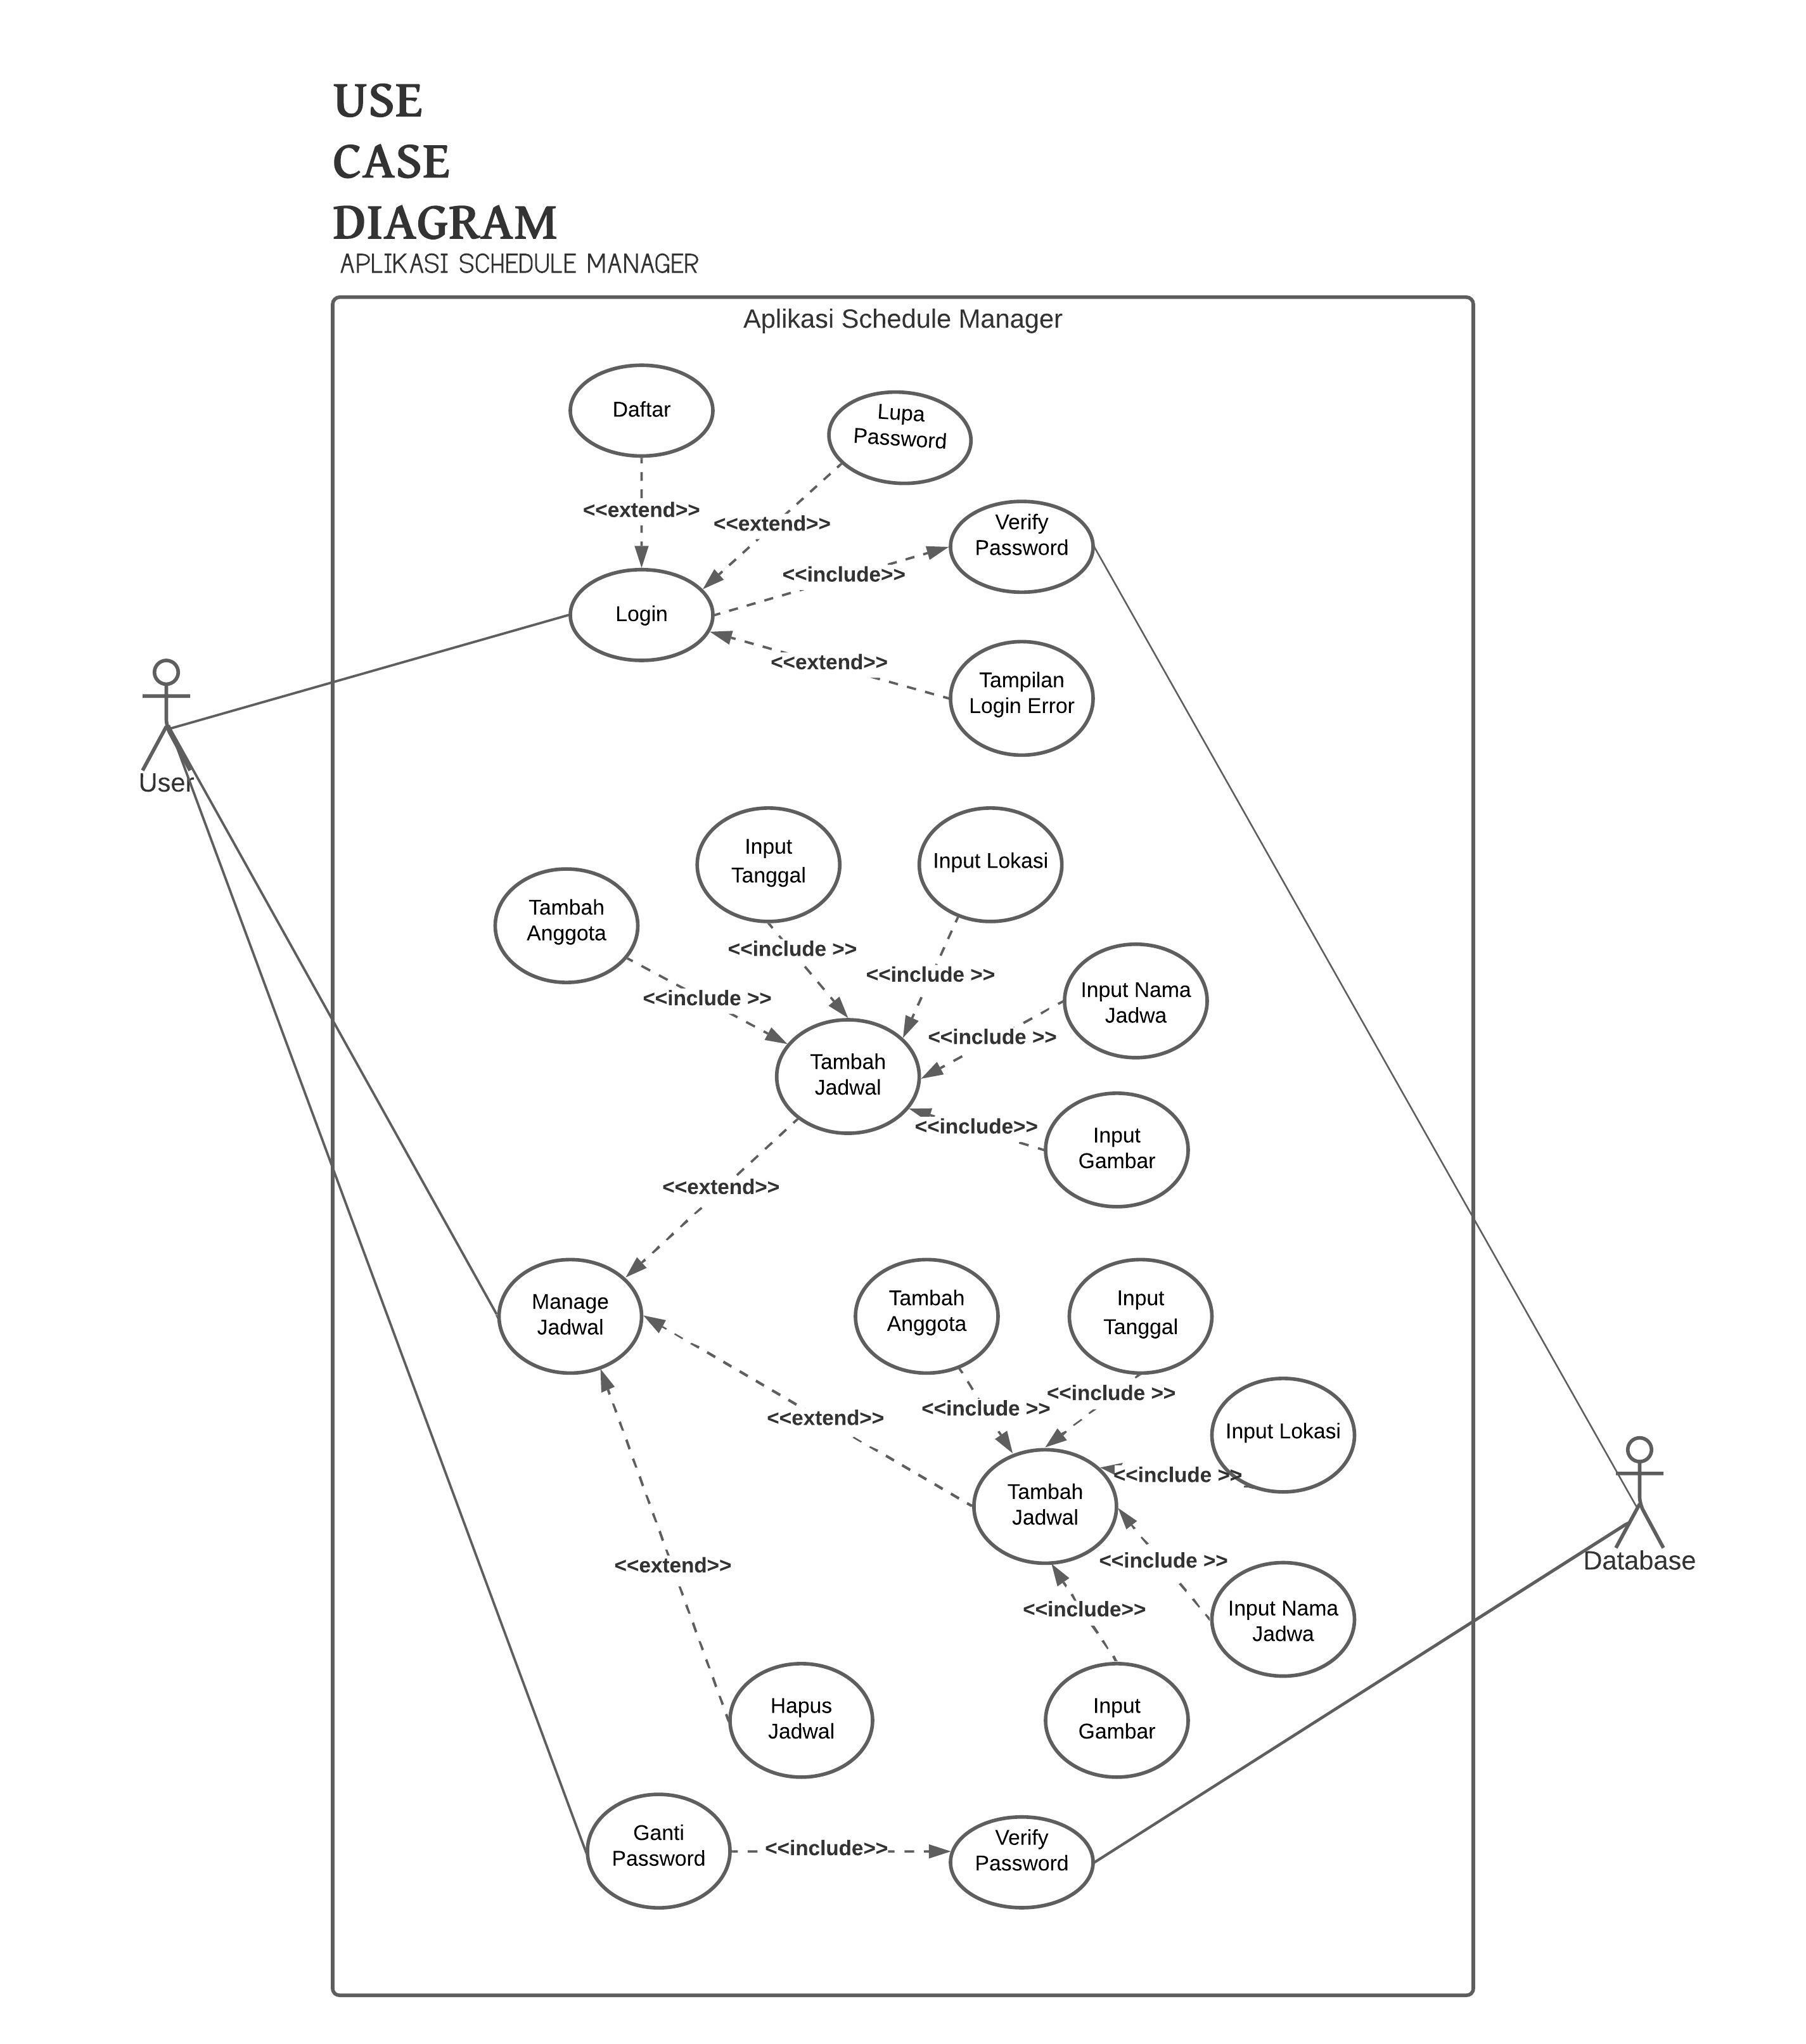 USE
CASE
DIAGRAM
APLIKASI SCHEDULE MANAGER
Aplikasi Schedule Manager
Daftar
Lupa
Password
<<extend>>
<<extend>>
Verify
Password
<<include>>
Login
<<extend>>
Tampilan
Login Error
User
Input
Tanggal
Input Lokasi
Tambah
Anggota
<<include >>
<<include >>
<<include >>
Input Nama
Jadwa
<<include >>
Tambah
Jadwal
<<include>>
Input
Gambar
<<extend>>
Manage
Jadwal
Tambah
Anggota
Input
Tanggal
<<include >>
<<include >>
<<extend>>
Input Lokasi
<<include >>
Tambah
Jadwal
<<include >>
Database
<<extend>>
<<include>>
Input Nama
Jadwa
Hapus
Jadwal
Input
Gambar
Ganti
Password
<<include>>
Verify
Password